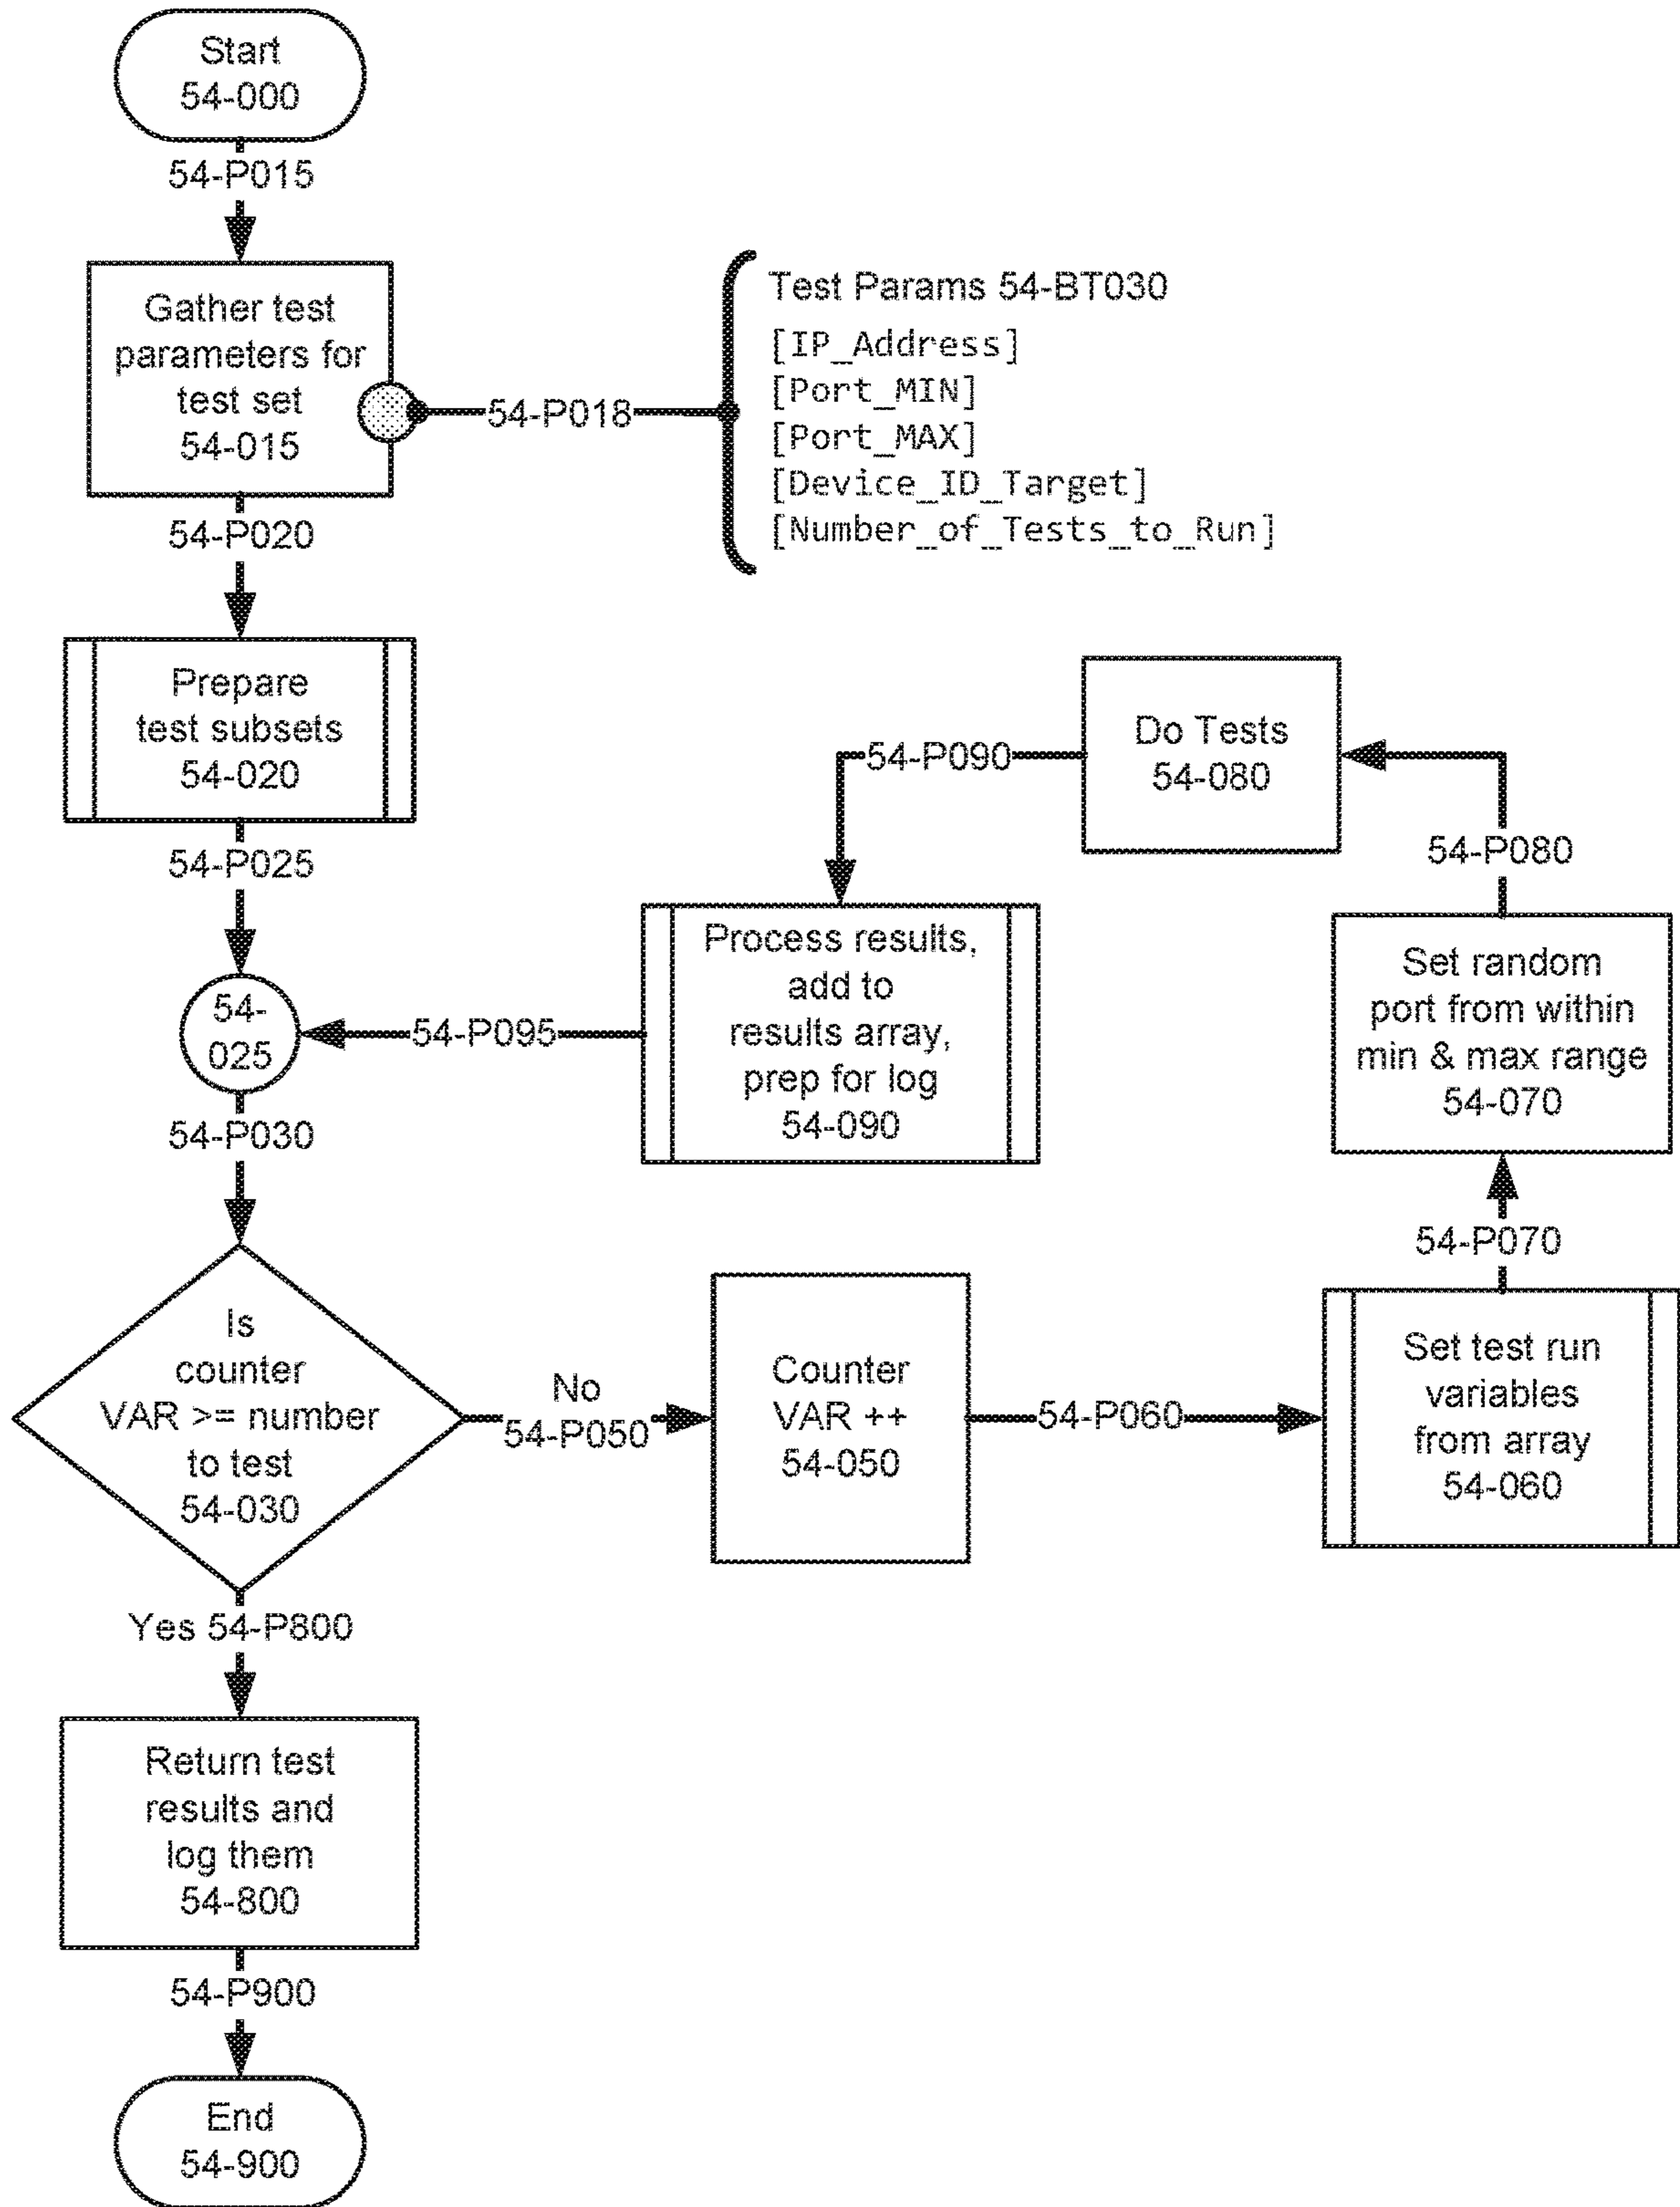 Start
54-000
54-P015
Gather test
parameters for
test set
54-015
54-P018
Test Params 54-BT030
[IP_Address]
[Port_MIN]
[Port_MAX]
[Device_ID_Target]
[Number_of_Tests_to_Run]
54-P020
Prepare
test subsets
54-020
54-P025
54-
025
54-P030
Is
counter
VAR >= number
to test
54-030
No
54-P050
Counter
VAR ++
54-050
54-P060
Set test run
variables
from array
54-060
54-P070
Set random
port from within
min & max range
54-070
54-P080
Do Tests
54-080
54-P090
Process results,
add to
results array,
prep for log
54-090
54-P095
Yes 54-P800
Return test
results and
log them
54-800
54-P900
End
54-900